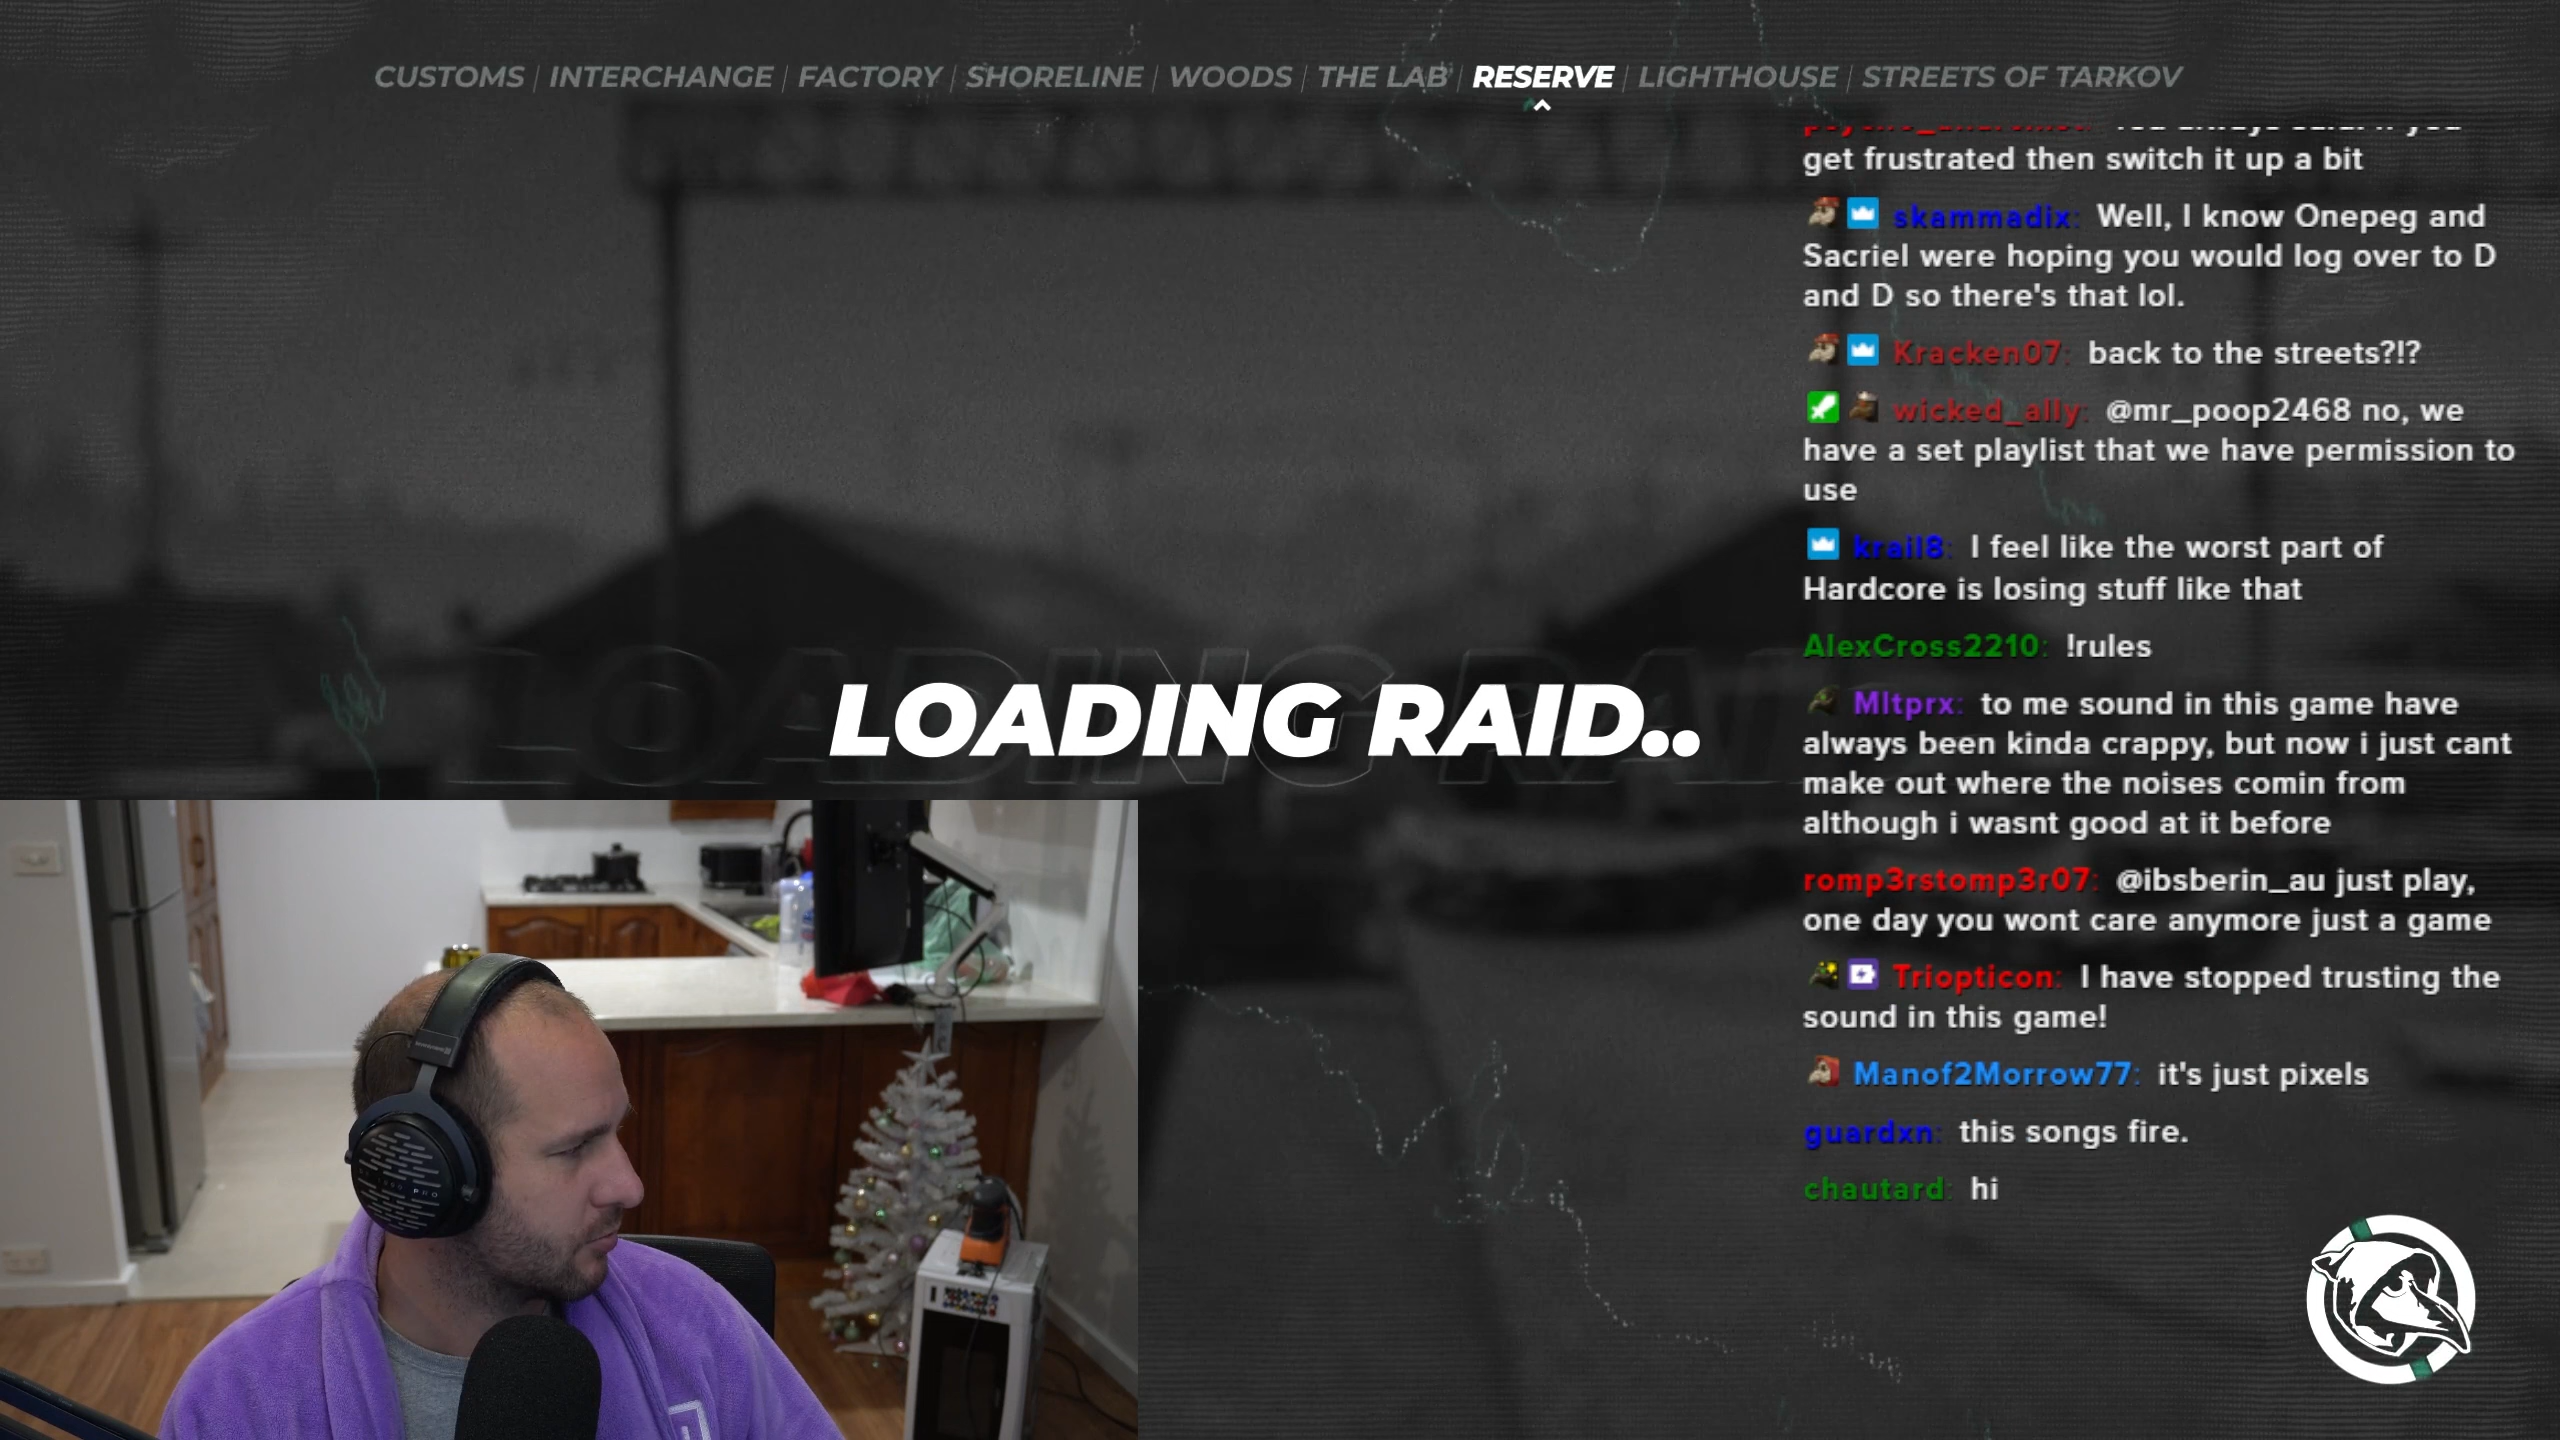 CUSTOMS | INTERCHANGE | FACTORY | SHORELINE | WOODS | THE LAB | RESERVE | LIGHTHOUSE | STREETS OF TARKOV
get frustrated then switch it up a bit
skammadix: Well, I know Onepeg and
Sacriel were hoping you would log over to D
and D so there's that lol.
Kracken07: back to the streets?!?
wicked_ally: @mr_poop2468 no, we
have a set playlist that we have permission to
use
krail8: I feel like the worst part of
Hardcore is losing stuff like that
AlexCross2210: !rules
Mltprx: to me sound in this game have
always been kinda crappy, but now i just cant
make out where the noises comin from
although i wasnt good at it before
romp3rstomp3r07: @ibsberin_au just play,
one day you wont care anymore just a game
Triopticon: I have stopped trusting the
sound in this game!
Manof2Morrow77: it's just pixels
guardxn: this songs fire.
chautard: hi
LOADING RAID..
PRO